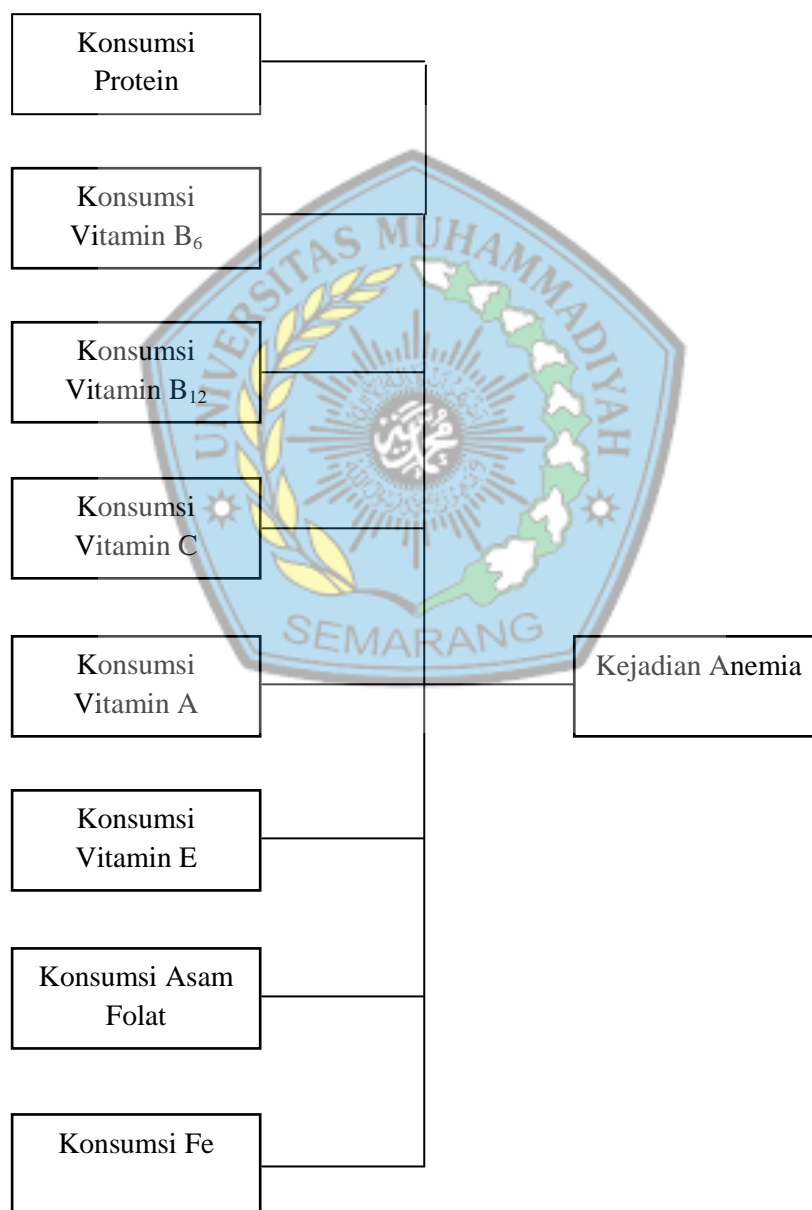 Konsumsi
Protein
Konsumsi
Vitamin B₆
Konsumsi
Vitamin B₁₂
Konsumsi
Vitamin C
Konsumsi
Vitamin A
Kejadian Anemia
Konsumsi
Vitamin E
Konsumsi Asam
Folat
Konsumsi Fe
UNIVERSITAS MUHAMMADIYAH
SEMARANG